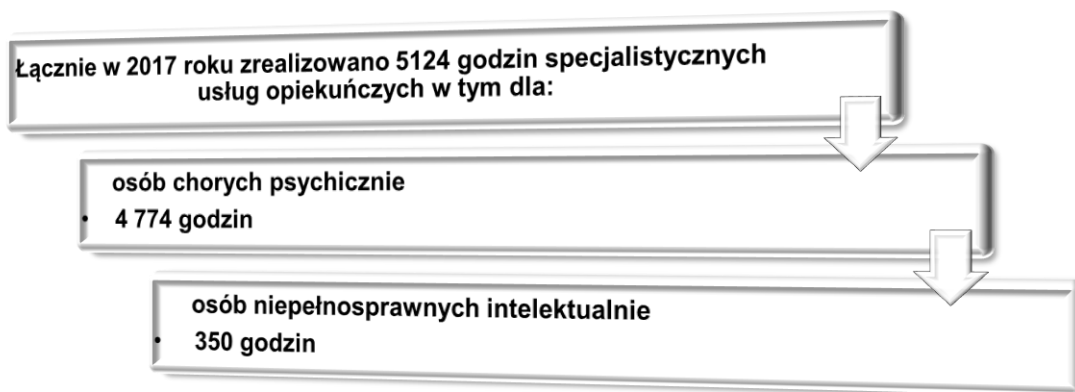 Łącznie w 2017 roku zrealizowano 5124 godzin specjalistycznych
usług opiekuńczych w tym dla:
osób chorych psychicznie
• 4 774 godzin
osób niepełnosprawnych intelektualnie
• 350 godzin